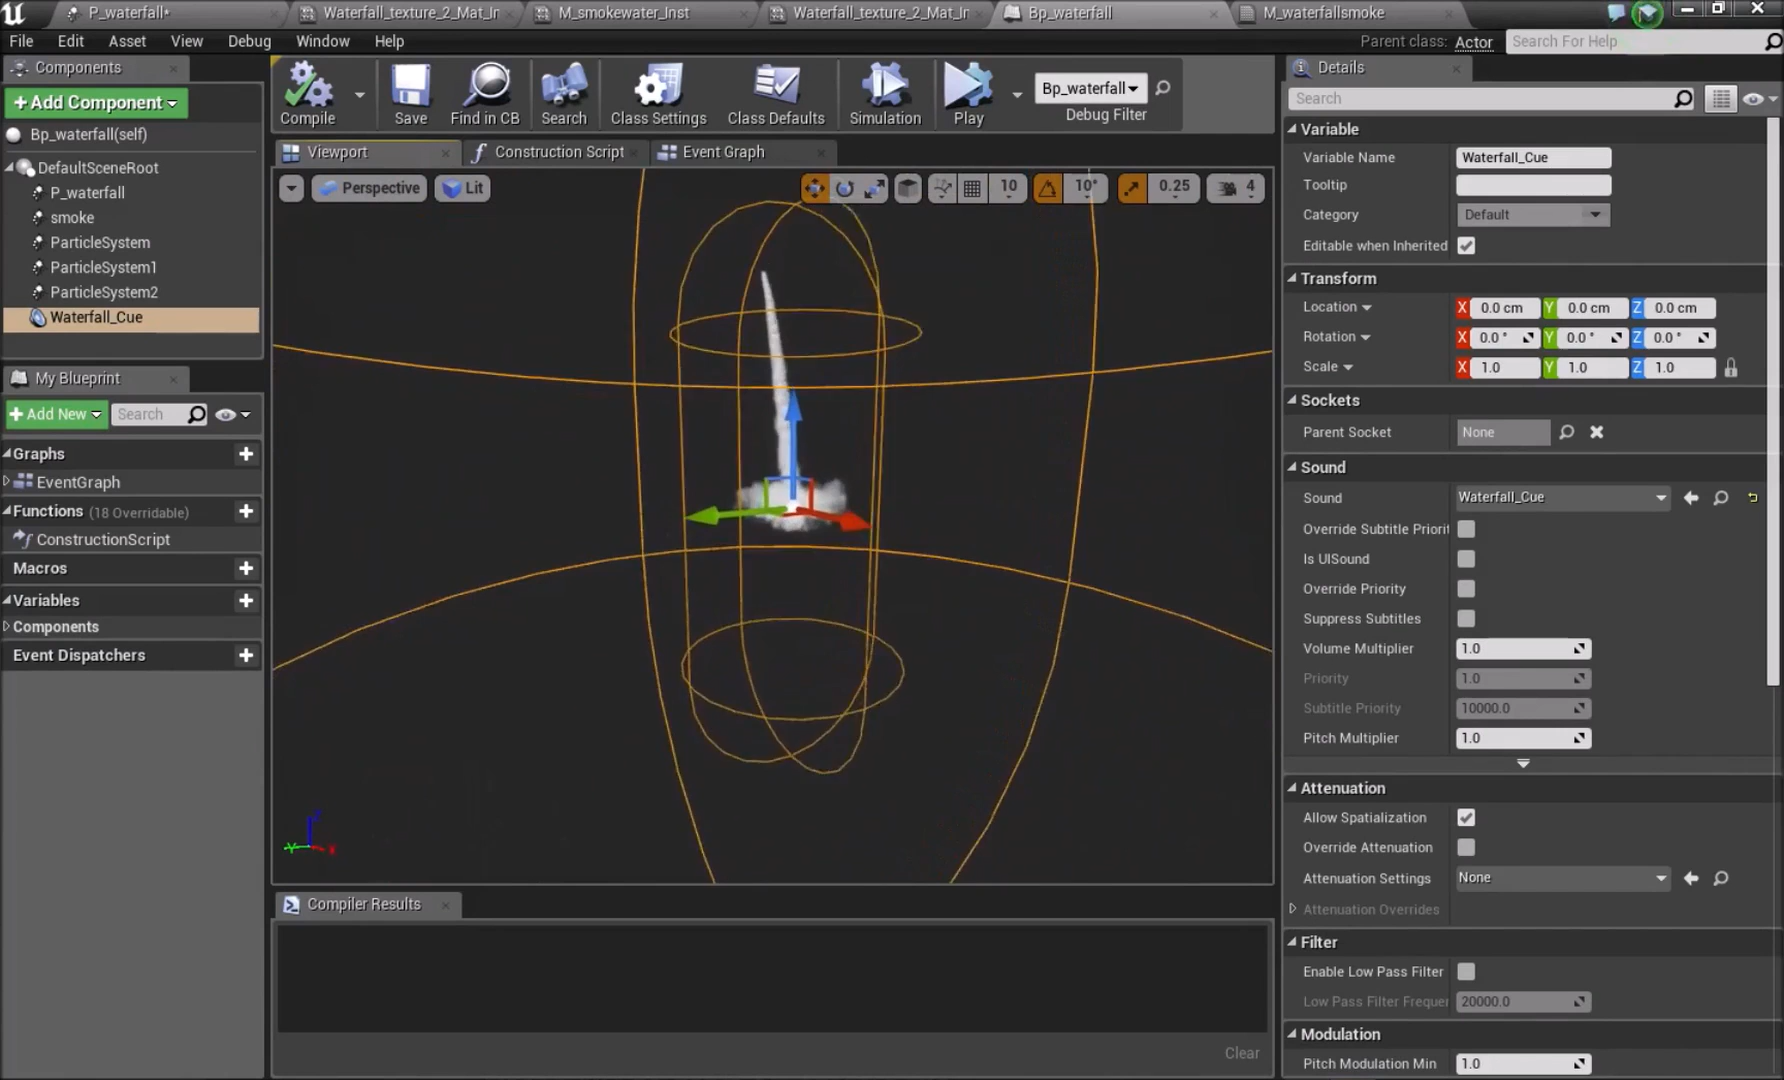 P_waterfall*
Waterfall_texture_2_Mat_Ir
M_smokewater_Inst
Waterfall_texture_2_Mat_Ir
Bp_waterfall
M_waterfallsmoke
File Edit Asset View Debug Window Help
Parent class: Actor
Search For Help
Components
+Add Component
Bp_waterfall(self)
DefaultSceneRoot
P_waterfall
smoke
ParticleSystem
ParticleSystem1
ParticleSystem2
Waterfall_Cue
My Blueprint
+Add New
Search
Graphs
EventGraph
Functions (18 Overridable)
ConstructionScript
Macros
Variables
Components
Event Dispatchers
Compile
Save
Find in CB
Search
Class Settings
Class Defaults
Simulation
Play
Bp_waterfall
Debug Filter
Viewport
Construction Script
Event Graph
Perspective
Lit
10
10°
0.25
4
Compiler Results
Clear
Details
Search
Variable
Variable Name Waterfall_Cue
Tooltip
Category Default
Editable when Inherited
Transform
Location X 0.0 cm Y 0.0 cm Z 0.0 cm
Rotation X 0.0 ° Y 0.0 ° Z 0.0 °
Scale X 1.0 Y 1.0 Z 1.0
Sockets
Parent Socket None
Sound
Sound Waterfall_Cue
Override Subtitle Priorit
Is UISound
Override Priority
Suppress Subtitles
Volume Multiplier 1.0
Priority 1.0
Subtitle Priority 10000.0
Pitch Multiplier 1.0
Attenuation
Allow Spatialization
Override Attenuation
Attenuation Settings None
Attenuation Overrides
Filter
Enable Low Pass Filter
Low Pass Filter Frequer 20000.0
Modulation
Pitch Modulation Min 1.0